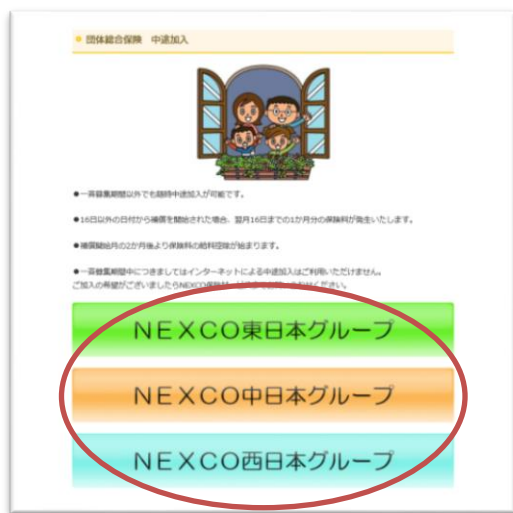 ● 団体総合保険 中途加入
●一斉募集期間以外でも随時中途加入が可能です。
●16日以外の日付から補償を開始された場合、翌月16日までの1か月分の保険料が発生いたします。
●補償開始月の2か月後より保険料の給料控除が始まります。
●一斉募集期間中につきましてはインターネットによる中途加入はご利用いただけません。
ご加入の希望がございましたらNEXCO保険
ください。
NEXCO東日本グループ
NEXCO中日本グループ
NEXCO西日本グループ